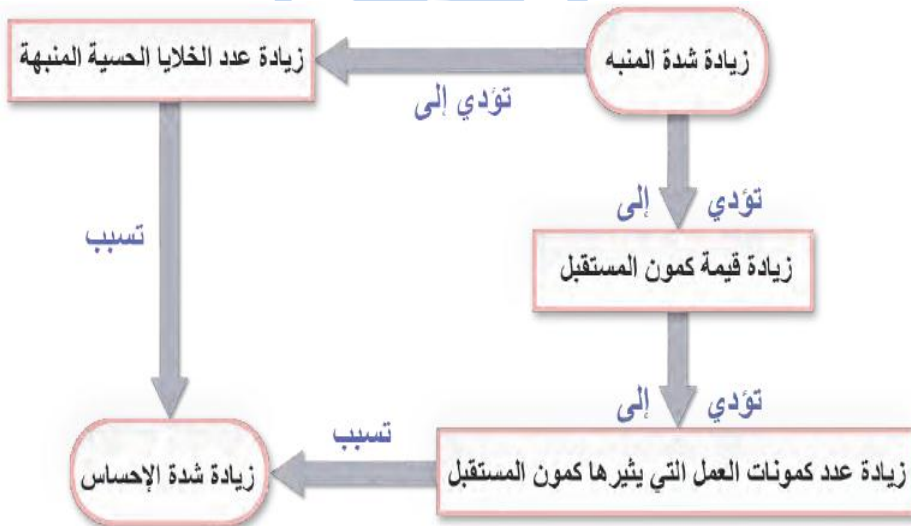 زيادة شدة المنبه
تؤدي إلى
زيادة عدد الخلايا الحسية المنبهة
تسبب
تؤدي إلى
زيادة قيمة كمون المستقبل
تؤدي إلى
زيادة عدد كمونات العمل التي يثيرها كمون المستقبل
تسبب
زيادة شدة الإحساس